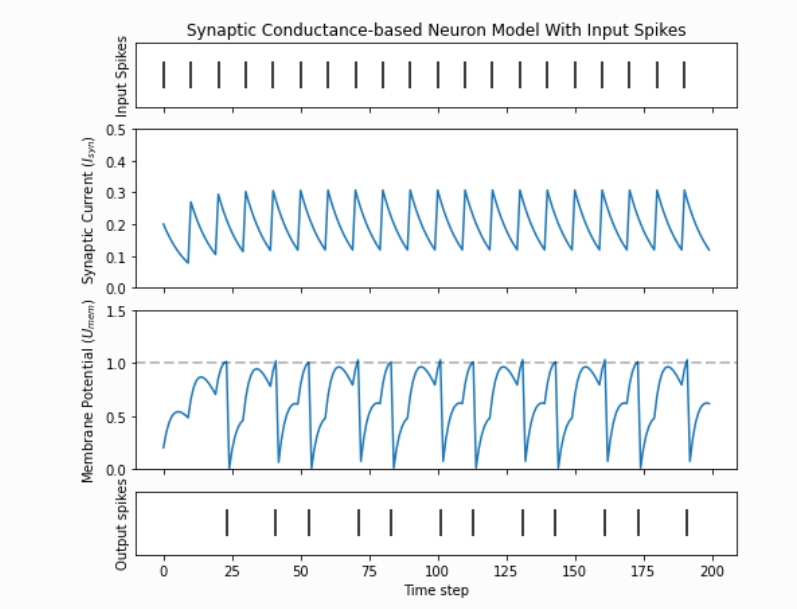 Synaptic Conductance-based Neuron Model With Input Spikes
Input Spikes
0.5
0.4
0.3
0.2
0.1
0.0
Synaptic Current (I_syn)
1.5
1.0
0.5
0.0
Membrane Potential (U_mem)
Output spikes
0 25 50 75 100 125 150 175 200
Time step